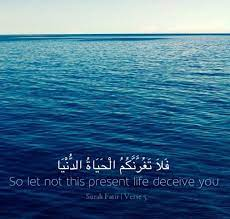 فَلَا تَغُرَّنَّكُمُ الْحَيَاةُ الدُّنْيَا
So let not this present life deceive you
Surah Fatir | Verse 5